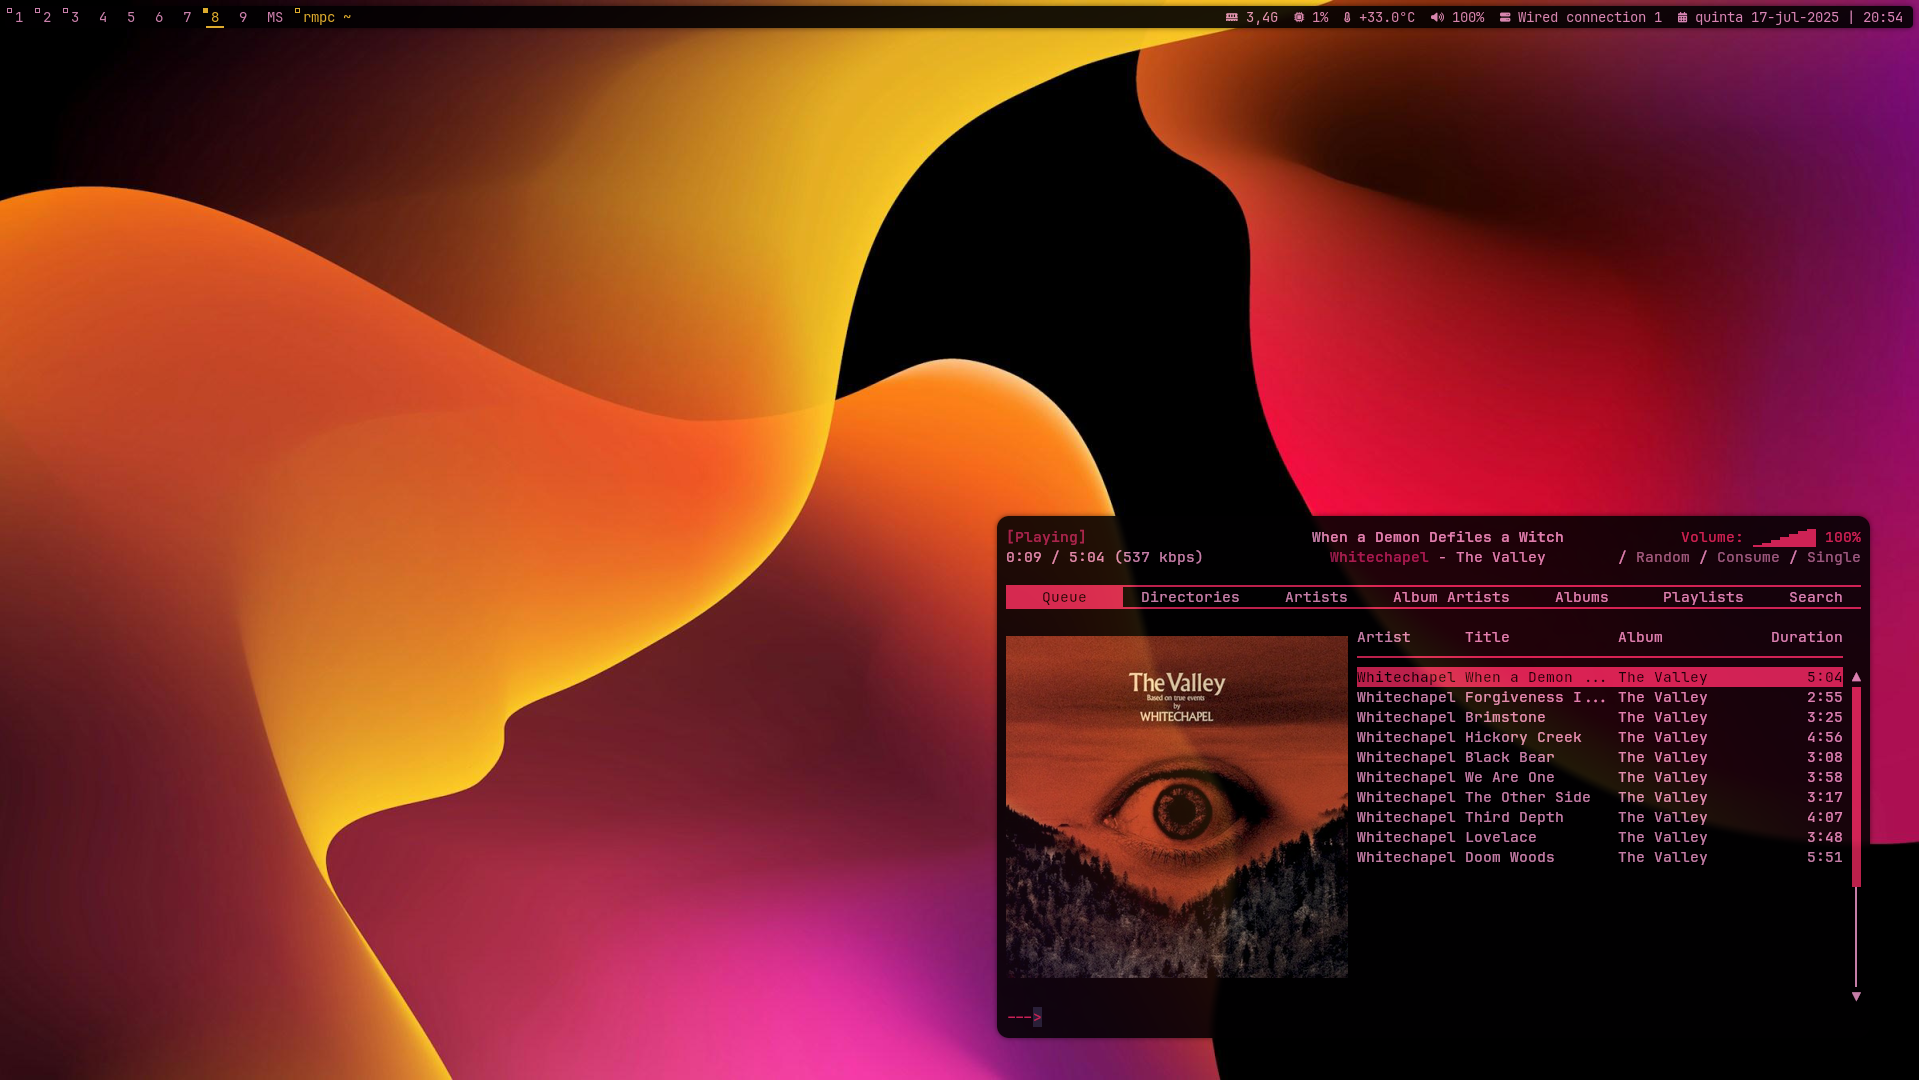 1 2 3 4 5 6 7 8 9 MS rmpc ~ 3,4G 1% +33.0°C 100% Wired connection 1 quinta 17-jul-2025 | 20:54
[Playing] When a Demon Defiles a Witch Volume: 100%
0:09 / 5:04 (537 kbps) Whitechapel - The Valley / Random / Consume / Single
Queue Directories Artists Album Artists Albums Playlists Search
The Valley
Based on true events
by
WHITECHAPEL
Artist Title Album Duration
Whitechapel When a Demon ... The Valley 5:04
Whitechapel Forgiveness I... The Valley 2:55
Whitechapel Brimstone The Valley 3:25
Whitechapel Hickory Creek The Valley 4:56
Whitechapel Black Bear The Valley 3:08
Whitechapel We Are One The Valley 3:58
Whitechapel The Other Side The Valley 3:17
Whitechapel Third Depth The Valley 4:07
Whitechapel Lovelace The Valley 3:48
Whitechapel Doom Woods The Valley 5:51
--->